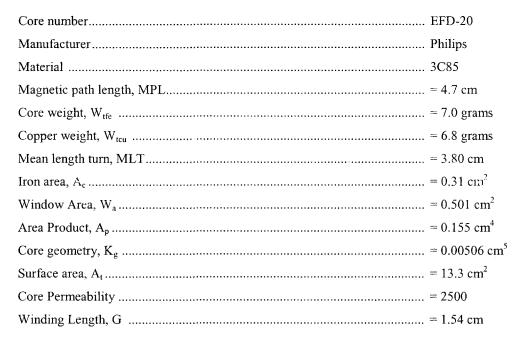 Core number................................................ EFD-20
Manufacturer................................................ Philips
Material ................................................ 3C85
Magnetic path length, MPL................................................ = 4.7 cm
Core weight, Wtfe ................................................ = 7.0 grams
Copper weight, Wtcu ................................................ = 6.8 grams
Mean length turn, MLT................................................ = 3.80 cm
Iron area, Ac ................................................ = 0.31 cm²
Window Area, Wa ................................................ = 0.501 cm²
Area Product, Ap ................................................ = 0.155 cm⁴
Core geometry, Kg ................................................ = 0.00506 cm⁵
Surface area, At ................................................ = 13.3 cm²
Core Permeability ................................................ = 2500
Winding Length, G ................................................ = 1.54 cm